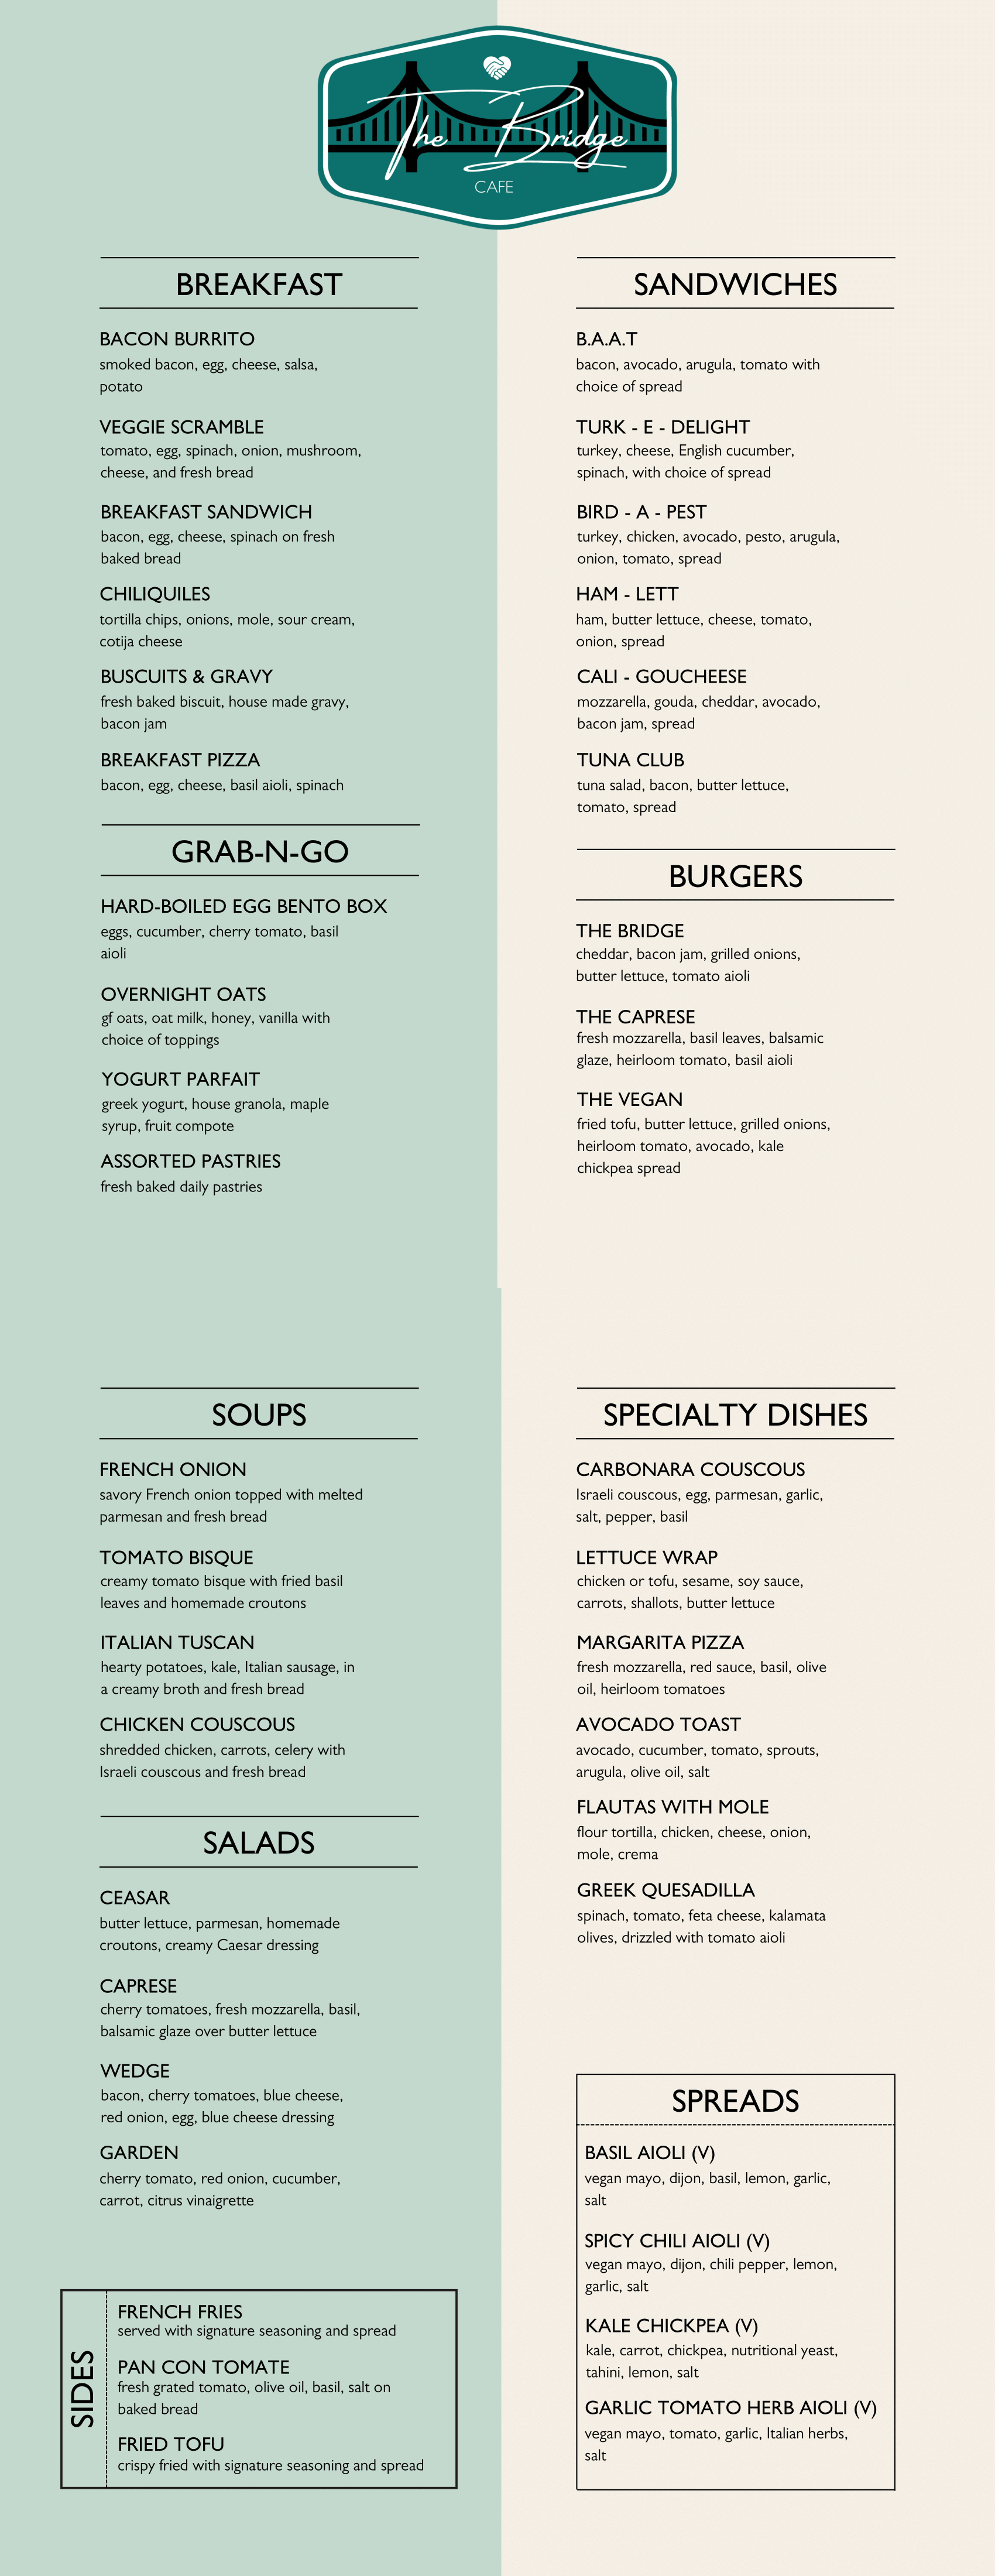 The Bridge
CAFE
BREAKFAST
BACON BURRITO
smoked bacon, egg, cheese, salsa,
potato
VEGGIE SCRAMBLE
tomato, egg, spinach, onion, mushroom,
cheese, and fresh bread
BREAKFAST SANDWICH
bacon, egg, cheese, spinach on fresh
baked bread
CHILIQUILES
tortilla chips, onions, mole, sour cream,
cotija cheese
BUSCUITS & GRAVY
fresh baked biscuit, house made gravy,
bacon jam
BREAKFAST PIZZA
bacon, egg, cheese, basil aioli, spinach
GRAB-N-GO
HARD-BOILED EGG BENTO BOX
eggs, cucumber, cherry tomato, basil
aioli
OVERNIGHT OATS
gf oats, oat milk, honey, vanilla with
choice of toppings
YOGURT PARFAIT
greek yogurt, house granola, maple
syrup, fruit compote
ASSORTED PASTRIES
fresh baked daily pastries
SANDWICHES
B.A.A.T
bacon, avocado, arugula, tomato with
choice of spread
TURK - E - DELIGHT
turkey, cheese, English cucumber,
spinach, with choice of spread
BIRD - A - PEST
turkey, chicken, avocado, pesto, arugula,
onion, tomato, spread
HAM - LETT
ham, butter lettuce, cheese, tomato,
onion, spread
CALI - GOUCHEESE
mozzarella, gouda, cheddar, avocado,
bacon jam, spread
TUNA CLUB
tuna salad, bacon, butter lettuce,
tomato, spread
BURGERS
THE BRIDGE
cheddar, bacon jam, grilled onions,
butter lettuce, tomato aioli
THE CAPRESE
fresh mozzarella, basil leaves, balsamic
glaze, heirloom tomato, basil aioli
THE VEGAN
fried tofu, butter lettuce, grilled onions,
heirloom tomato, avocado, kale
chickpea spread
SOUPS
FRENCH ONION
savory French onion topped with melted
parmesan and fresh bread
TOMATO BISQUE
creamy tomato bisque with fried basil
leaves and homemade croutons
ITALIAN TUSCAN
hearty potatoes, kale, Italian sausage, in
a creamy broth and fresh bread
CHICKEN COUSCOUS
shredded chicken, carrots, celery with
Israeli couscous and fresh bread
SALADS
CEASAR
butter lettuce, parmesan, homemade
croutons, creamy Caesar dressing
CAPRESE
cherry tomatoes, fresh mozzarella, basil,
balsamic glaze over butter lettuce
WEDGE
bacon, cherry tomatoes, blue cheese,
red onion, egg, blue cheese dressing
GARDEN
cherry tomato, red onion, cucumber,
carrot, citrus vinaigrette
SIDES
FRENCH FRIES
served with signature seasoning and spread
PAN CON TOMATE
fresh grated tomato, olive oil, basil, salt on
baked bread
FRIED TOFU
crispy fried with signature seasoning and spread
SPECIALTY DISHES
CARBONARA COUSCOUS
Israeli couscous, egg, parmesan, garlic,
salt, pepper, basil
LETTUCE WRAP
chicken or tofu, sesame, soy sauce,
carrots, shallots, butter lettuce
MARGARITA PIZZA
fresh mozzarella, red sauce, basil, olive
oil, heirloom tomatoes
AVOCADO TOAST
avocado, cucumber, tomato, sprouts,
arugula, olive oil, salt
FLAUTAS WITH MOLE
flour tortilla, chicken, cheese, onion,
mole, crema
GREEK QUESADILLA
spinach, tomato, feta cheese, kalamata
olives, drizzled with tomato aioli
SPREADS
BASIL AIOLI (V)
vegan mayo, dijon, basil, lemon, garlic,
salt
SPICY CHILI AIOLI (V)
vegan mayo, dijon, chili pepper, lemon,
garlic, salt
KALE CHICKPEA (V)
kale, carrot, chickpea, nutritional yeast,
tahini, lemon, salt
GARLIC TOMATO HERB AIOLI (V)
vegan mayo, tomato, garlic, Italian herbs,
salt